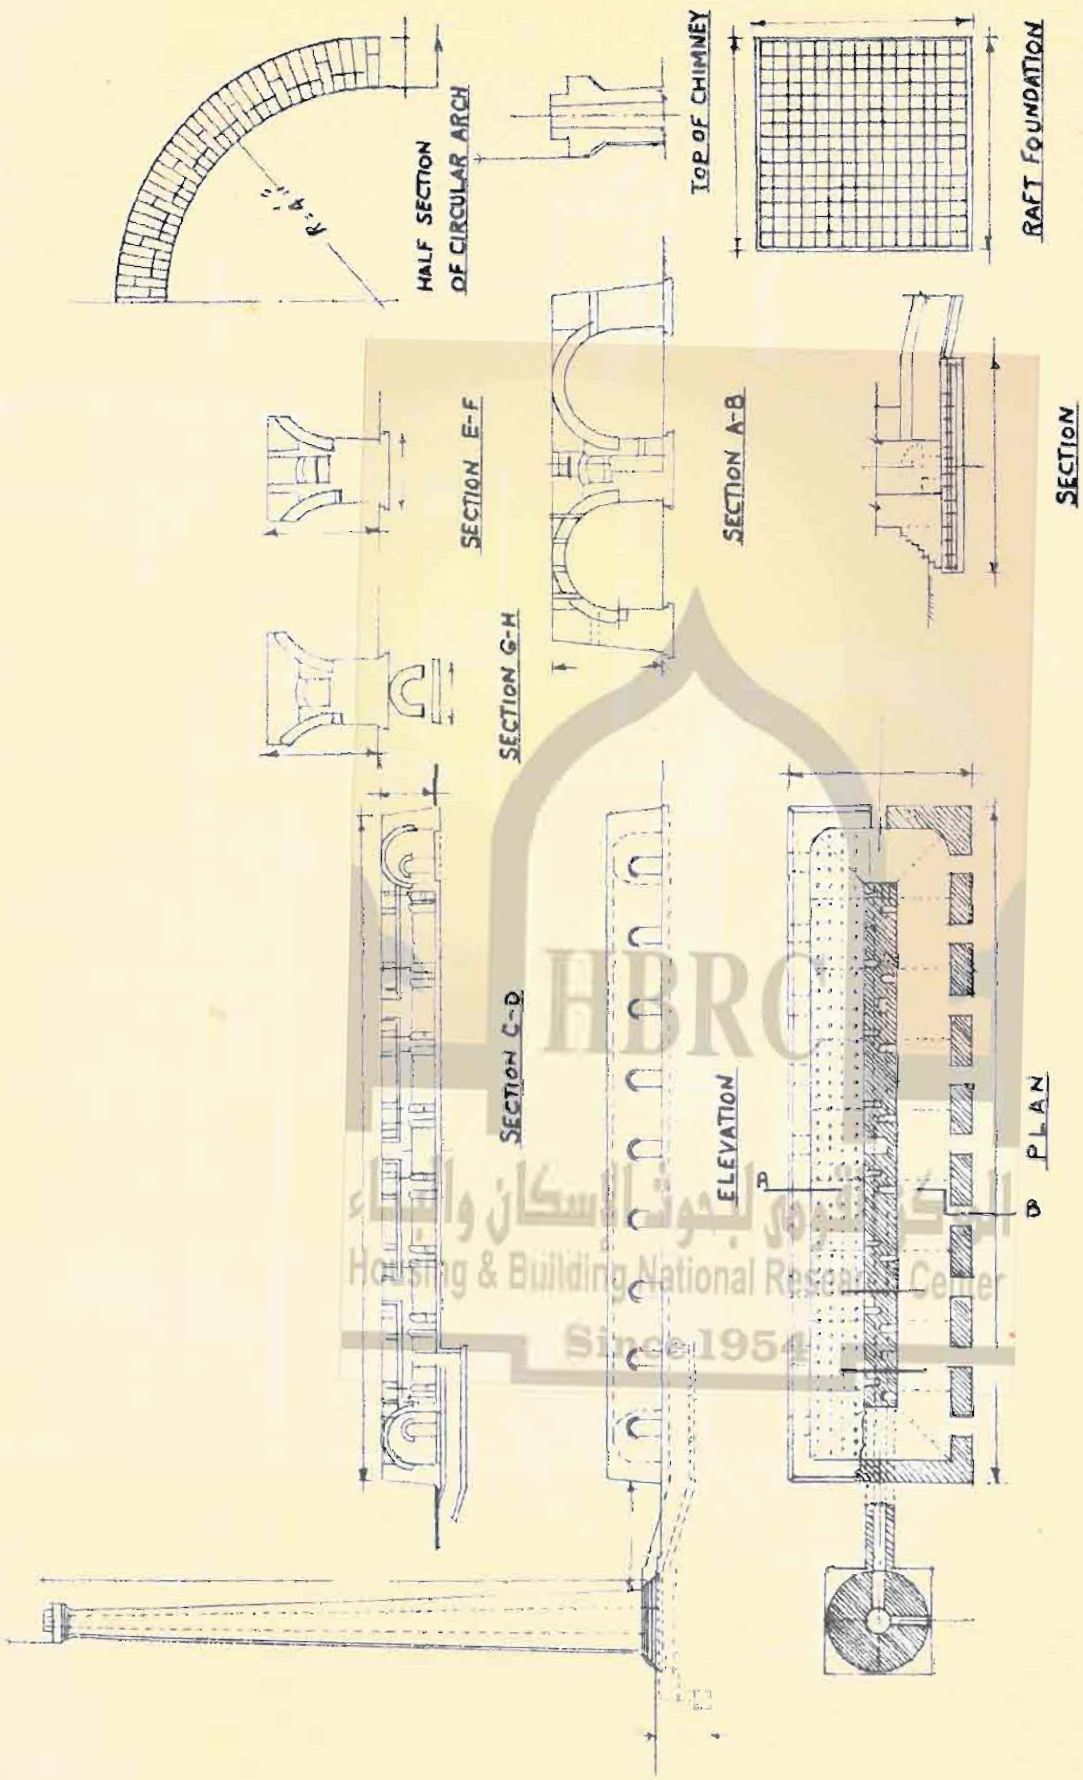 HALF SECTION
OF CIRCULAR ARCH
TOP OF CHIMNEY
RAFT FOUNDATION
SECTION E-F
SECTION G-H
SECTION A-B
SECTION
SECTION C-D
ELEVATION
A
B
PLAN
HBRC
المركز القومى لبحوث الإسكان والبناء
Housing & Building National Research Center
Since 1954